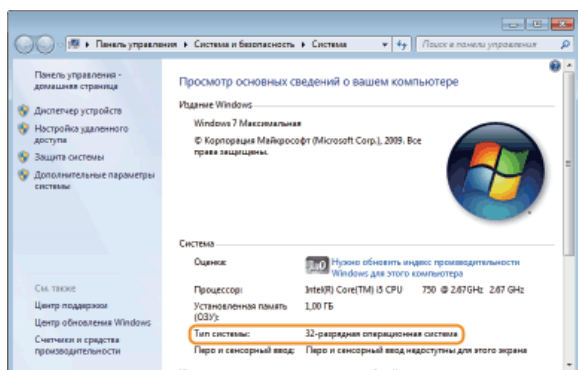 Панель управления ▸ Система и безопасность ▸ Система
Поиск в панели управления
Панель управления -
домашняя страница
Диспетчер устройств
Настройка удаленного
доступа
Защита системы
Дополнительные параметры
системы
См. также
Центр поддержки
Центр обновления Windows
Счетчики и средства
производительности
Просмотр основных сведений о вашем компьютере
Издание Windows
Windows 7 Максимальная
© Корпорация Майкрософт (Microsoft Corp.), 2009. Все
права защищены.
Система
Оценка:
Нужно обновить индекс производительности
Windows для этого компьютера
Процессор: Intel(R) Core(TM) i5 CPU 750 @ 2.67GHz 2.67 GHz
Установленная память 1,00 ГБ
(ОЗУ):
Тип системы: 32-разрядная операционная система
Перо и сенсорный ввод: Перо и сенсорный ввод недоступны для этого экрана